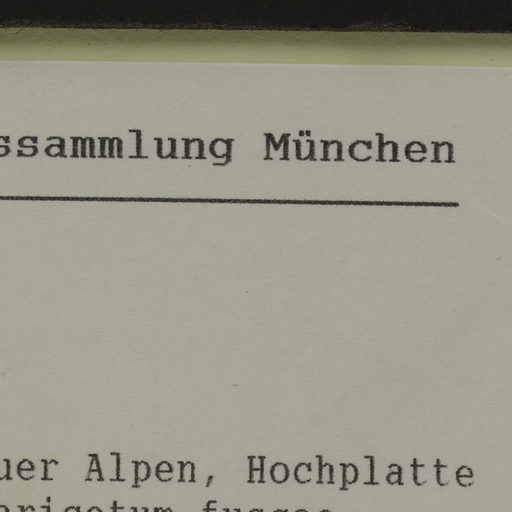 ssammlung München
uer Alpen, Hochplatte